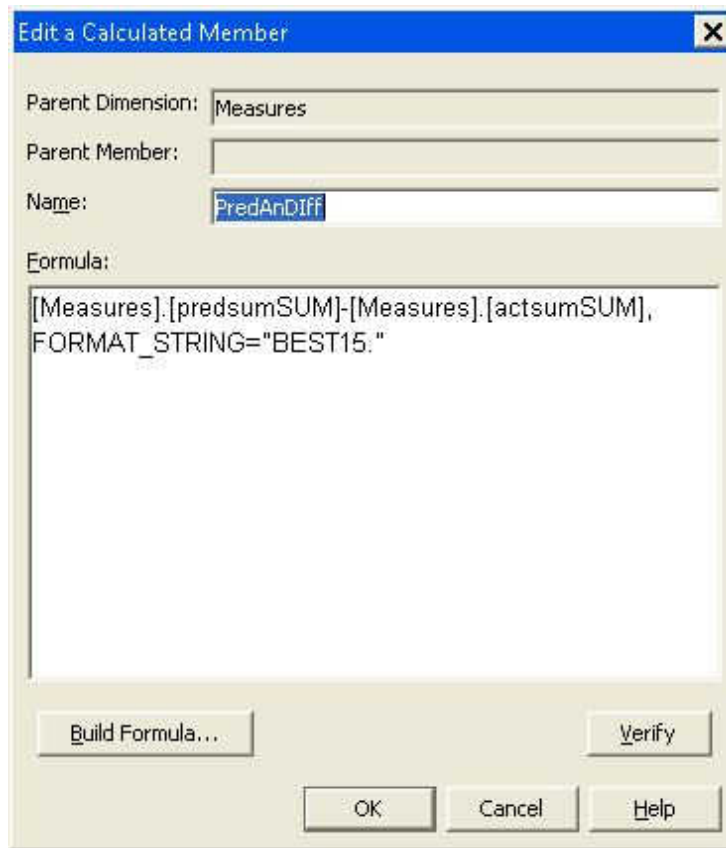 Edit a Calculated Member
Parent Dimension: Measures
Parent Member:
Name: PredAnDIff
Formula:
[Measures].[predsumSUM]-[Measures].[actsumSUM],
FORMAT_STRING="BEST15."
Build Formula... Verify
OK Cancel Help